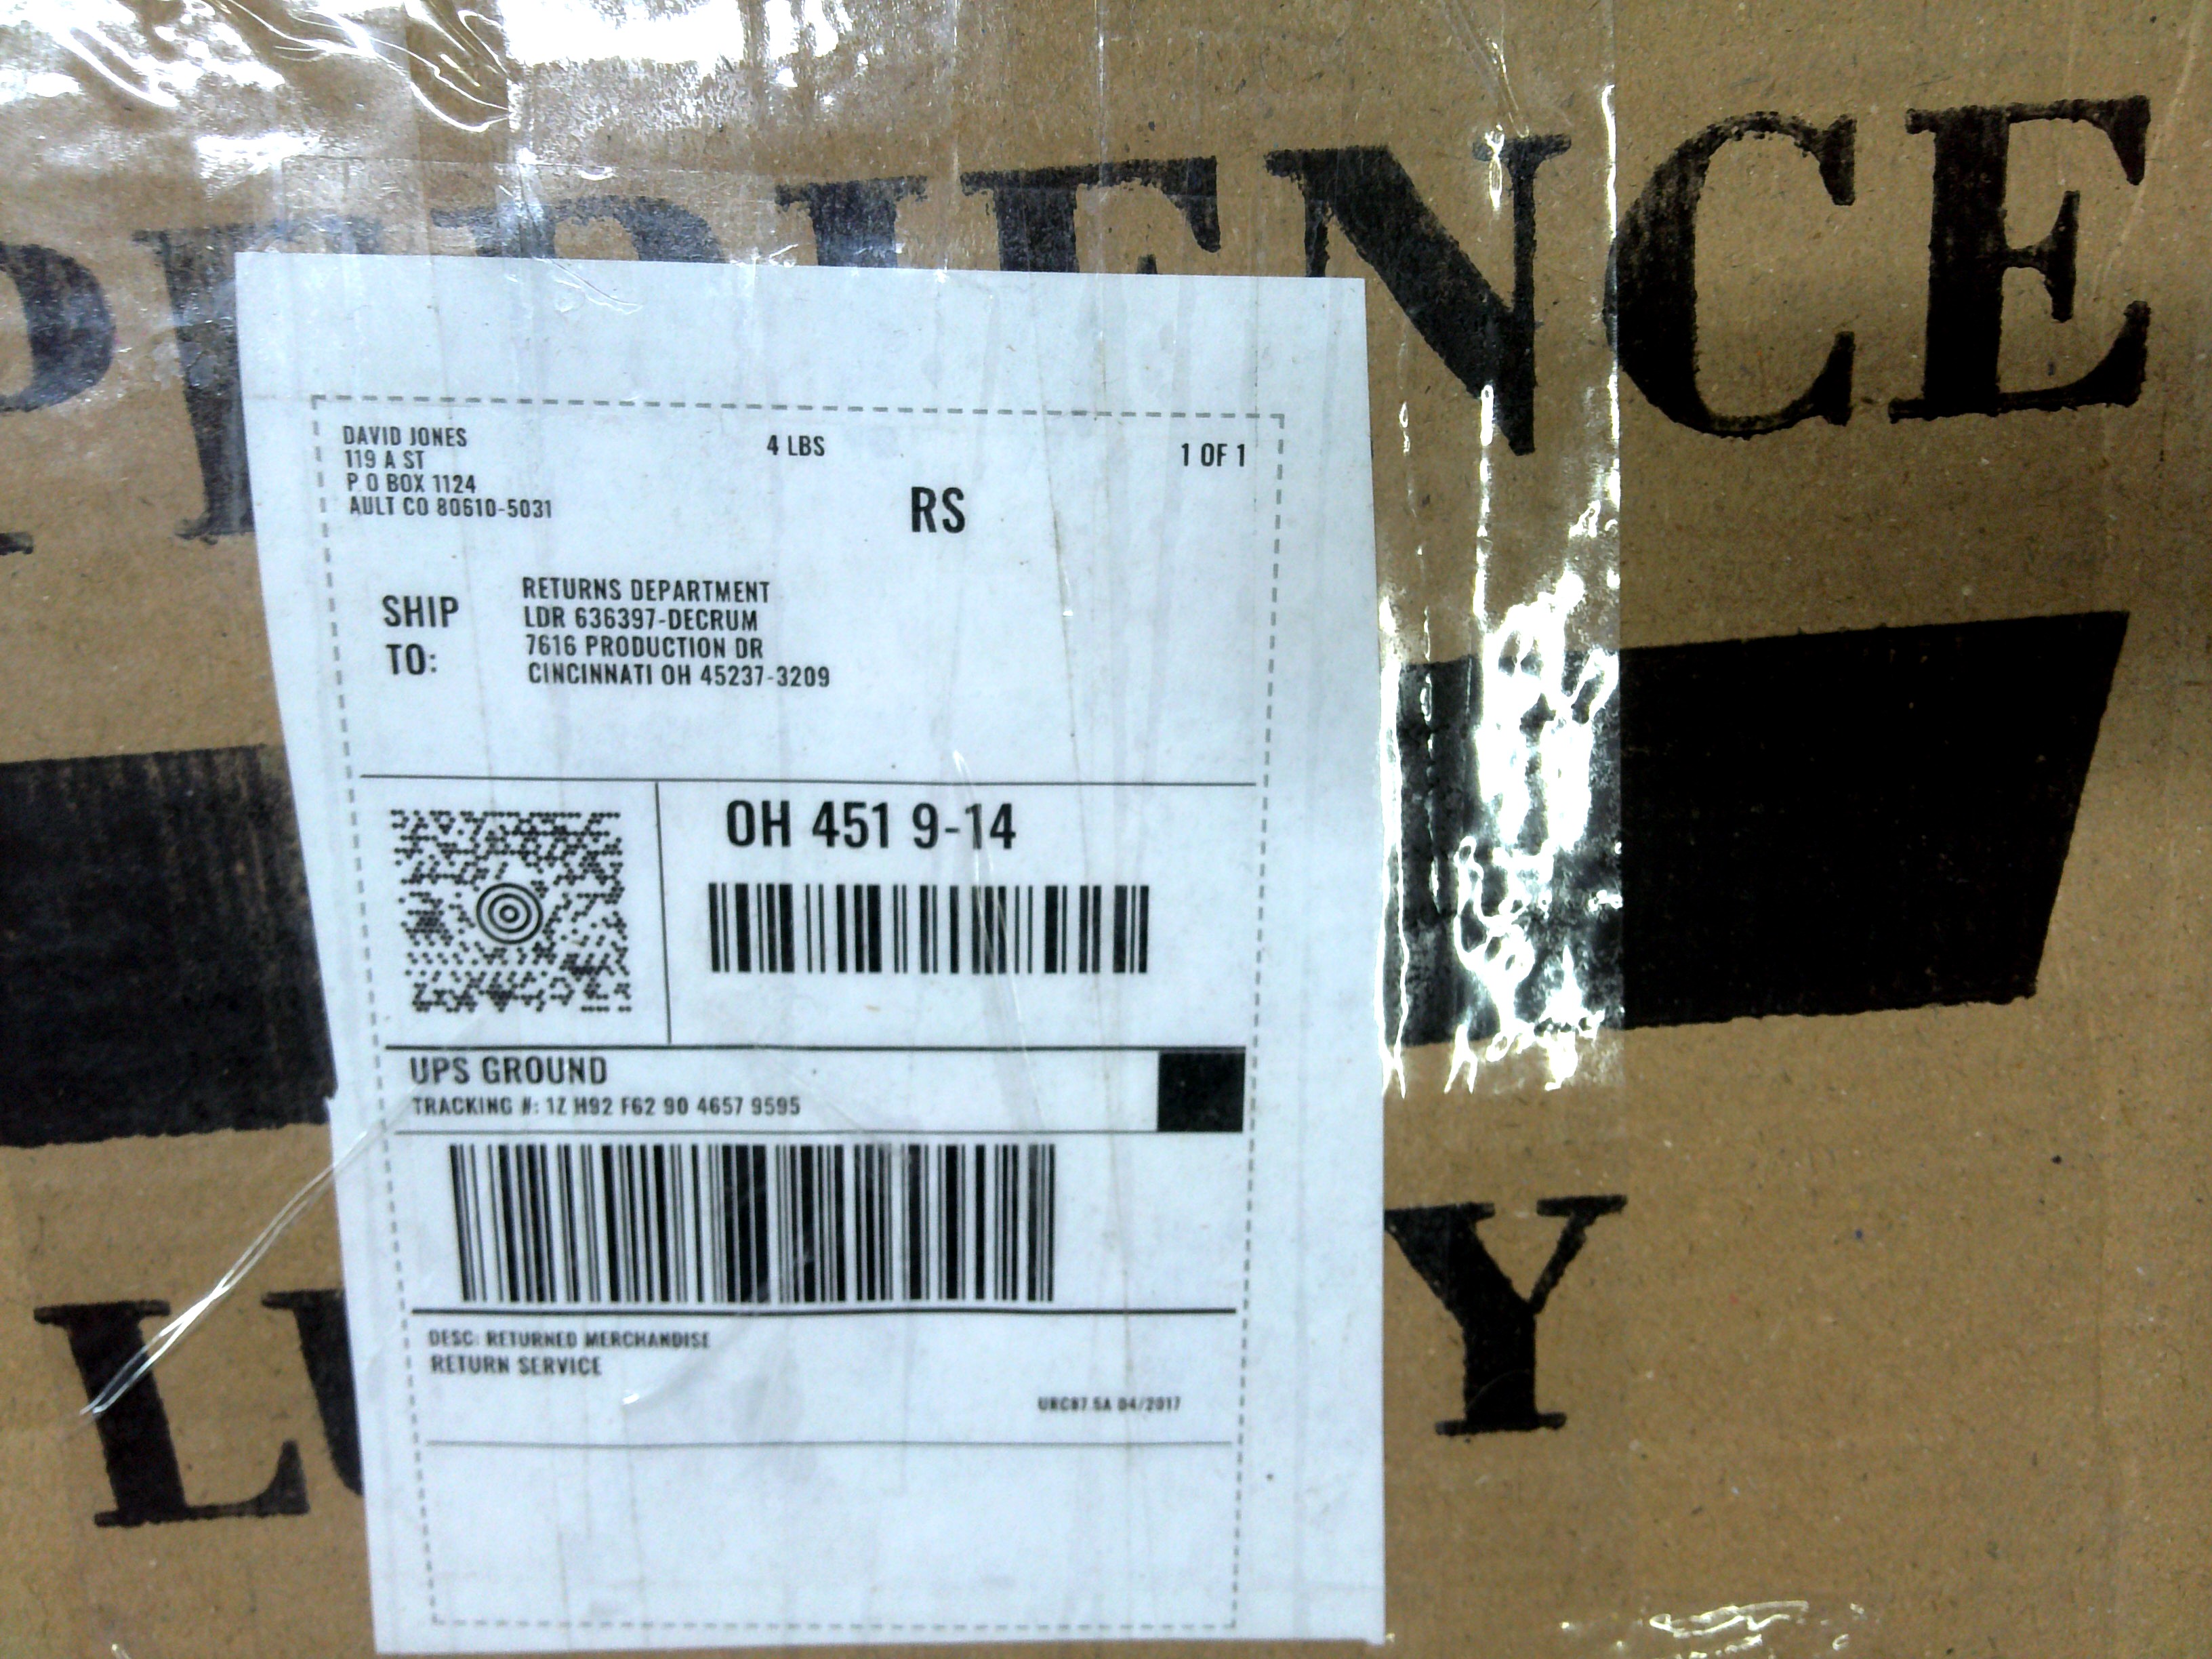 PERIENCE
DAVID JONES
119 A ST
P O BOX 1124
AULT CO 80610-5031
4 LBS
1 OF 1
RS
SHIP
TO:
RETURNS DEPARTMENT
LDR 636397-DECRUM
7616 PRODUCTION DR
CINCINNATI OH 45237-3209
OH 451 9-14
UPS GROUND
TRACKING #: 1Z H92 F62 90 4657 9595
DESC: RETURNED MERCHANDISE
RETURN SERVICE
URC87.5A 04/2017